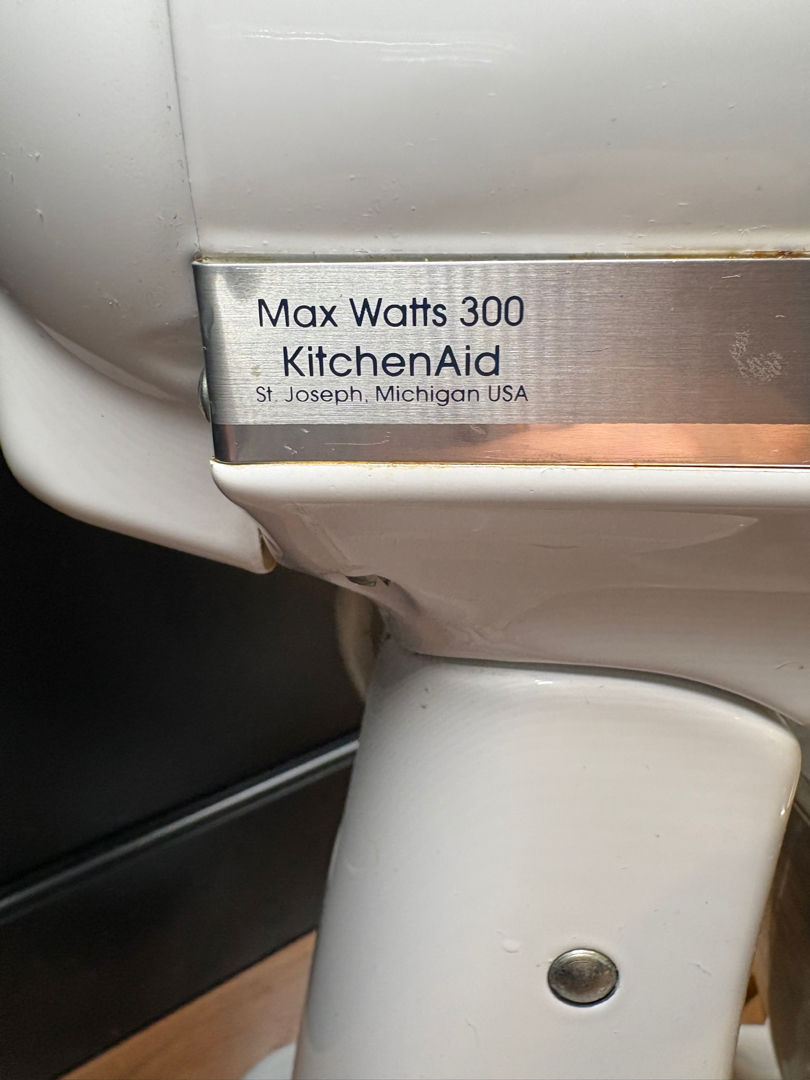 Max Watts 300
KitchenAid
St. Joseph, Michigan USA